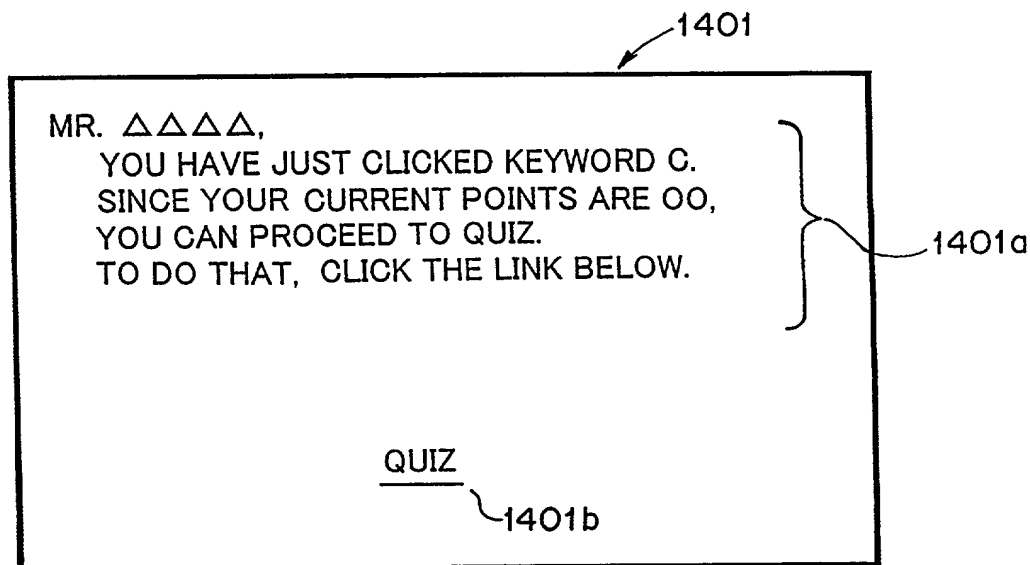 1401
MR. △△△△,
YOU HAVE JUST CLICKED KEYWORD C.
SINCE YOUR CURRENT POINTS ARE OO,
YOU CAN PROCEED TO QUIZ.
TO DO THAT, CLICK THE LINK BELOW.
1401a
QUIZ
1401b